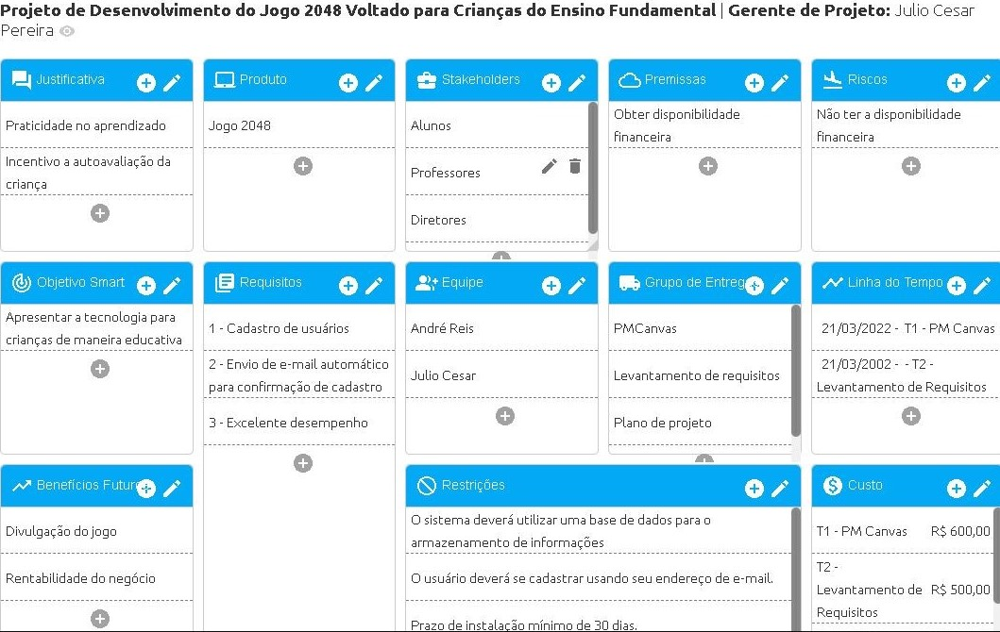 Projeto de Desenvolvimento do Jogo 2048 Voltado para Crianças do Ensino Fundamental | Gerente de Projeto: Julio Cesar
Pereira
Justificativa
Praticidade no aprendizado
Incentivo a autoavaliação da
criança
Produto
Jogo 2048
Stakeholders
Alunos
Professores
Diretores
Premissas
Obter disponibilidade
financeira
Riscos
Não ter a disponibilidade
financeira
Objetivo Smart
Apresentar a tecnologia para
crianças de maneira educativa
Requisitos
1 - Cadastro de usuários
2 - Envio de e-mail automático
para confirmação de cadastro
3 - Excelente desempenho
Equipe
André Reis
Julio Cesar
Grupo de Entreg
PMCanvas
Levantamento de requisitos
Plano de projeto
Linha do Tempo
21/03/2022 - T1 - PM Canvas
21/03/2002 - - T2 -
Levantamento de Requisitos
Benefícios Futur
Divulgação do jogo
Rentabilidade do negócio
Restrições
O sistema deverá utilizar uma base de dados para o
armazenamento de informações
O usuário deverá se cadastrar usando seu endereço de e-mail.
Prazo de instalação mínimo de 30 dias.
Custo
T1 - PM Canvas R$ 600,00
T2 -
Levantamento de R$ 500,00
Requisitos